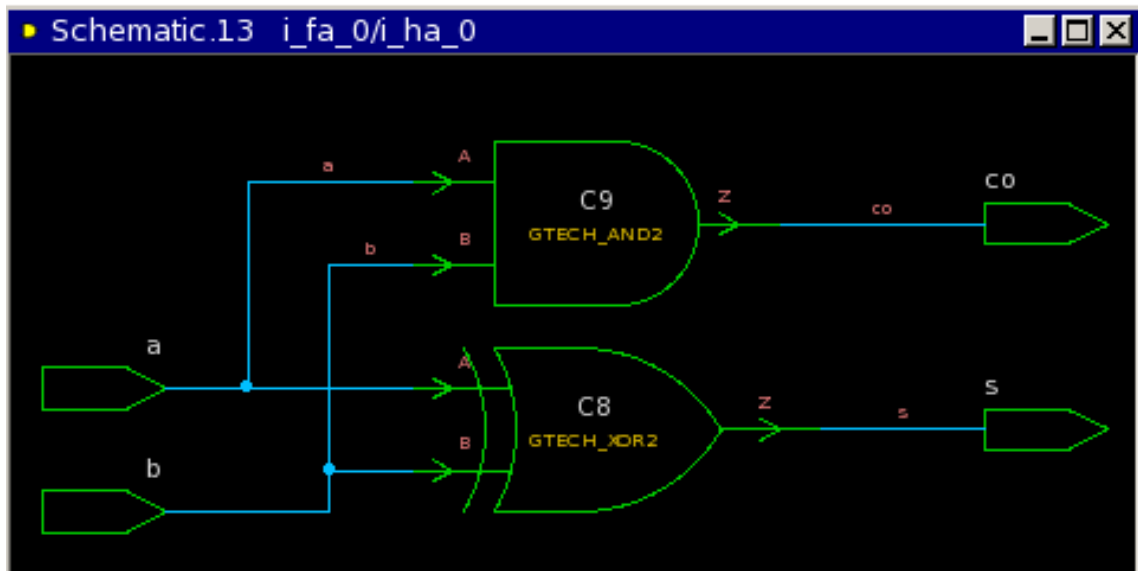 Schematic.13 i_fa_0/i_ha_0
a
A
C9
GTECH_AND2
Z
co
co
b
B
a
A
C8
GTECH_XOR2
Z
s
s
b
B